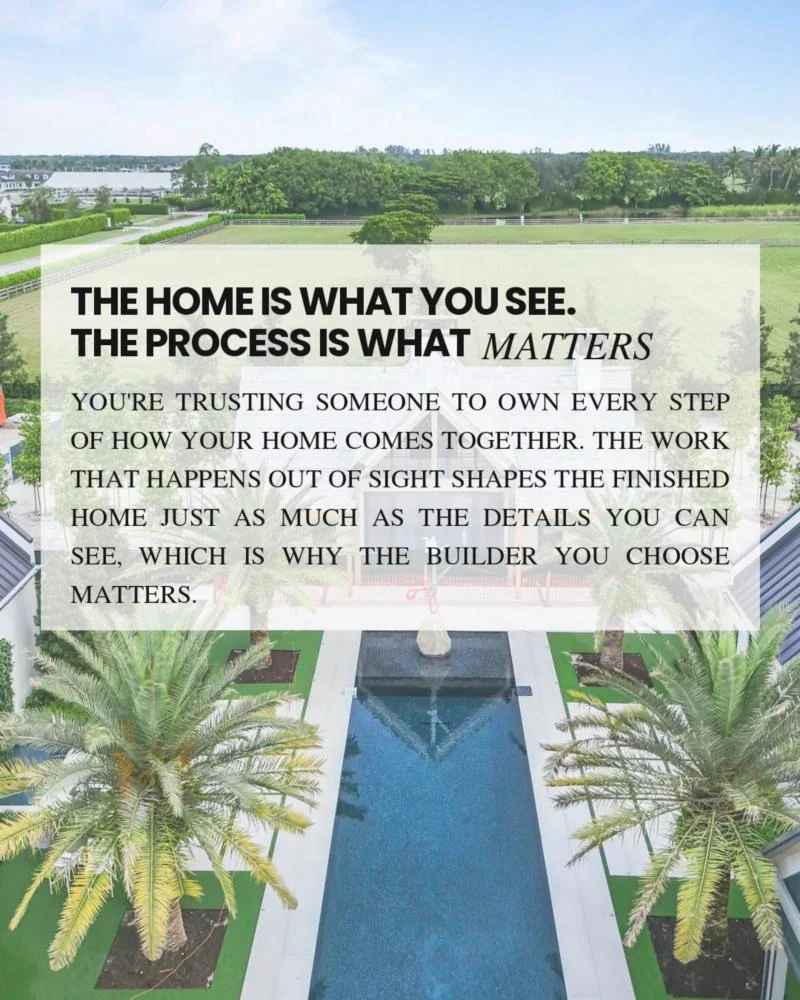 THE HOME IS WHAT YOU SEE.
THE PROCESS IS WHAT MATTERS
YOU'RE TRUSTING SOMEONE TO OWN EVERY STEP
OF HOW YOUR HOME COMES TOGETHER. THE WORK
THAT HAPPENS OUT OF SIGHT SHAPES THE FINISHED
HOME JUST AS MUCH AS THE DETAILS YOU CAN
SEE, WHICH IS WHY THE BUILDER YOU CHOOSE
MATTERS.